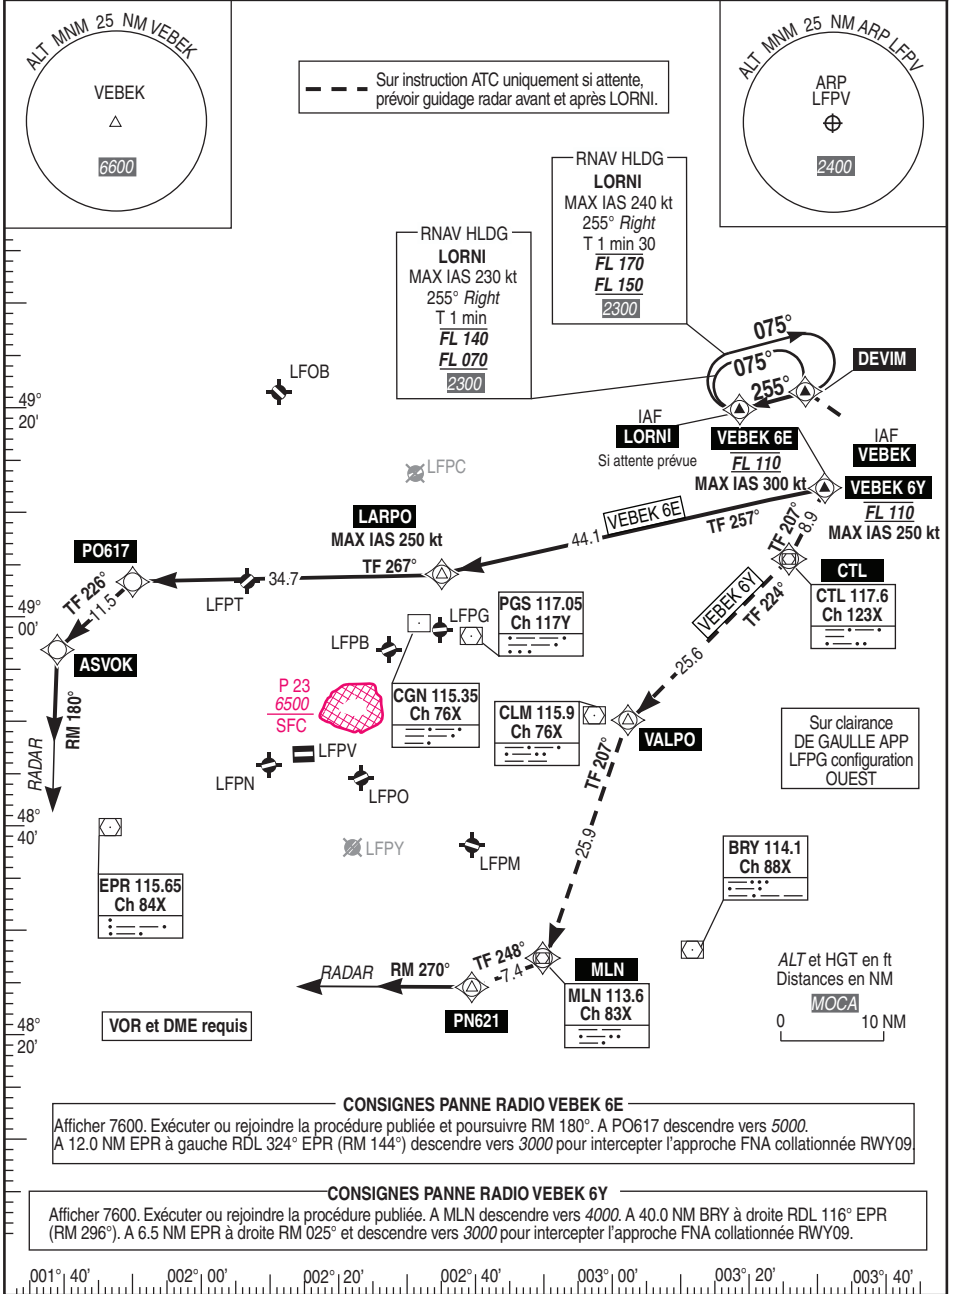 ALT MNM 25 NM VEBEK
VEBEK
6600
Sur instruction ATC uniquement si attente,
prévoir guidage radar avant et après LORNI.
ALT MNM 25 NM ARP LFPV
ARP
LFPV
2400
RNAV HLDG
LORNI
MAX IAS 240 kt
255° Right
T 1 min 30
FL 170
FL 150
2300
RNAV HLDG
LORNI
MAX IAS 230 kt
255° Right
T 1 min
FL 140
FL 070
2300
075°
075°
255°
DEVIM
LFOB
49°
20'
IAF
LORNI
Si attente prévue
VEBEK 6E
FL 110
MAX IAS 300 kt
IAF
VEBEK
VEBEK 6Y
FL 110
MAX IAS 250 kt
LFPC
LARPO
MAX IAS 250 kt
VEBEK 6E
44.1
TF 257°
TF 207°
8.9
PO617
TF 267°
34.7
LFPT
TF 226°
11.5
CTL
CTL 117.6
Ch 123X
VEBEK 6Y
TF 224°
25.6
49°
00'
PGS 117.05
Ch 117Y
LFPG
LFPB
ASVOK
P 23
6500
SFC
CGN 115.35
Ch 76X
CLM 115.9
Ch 76X
VALPO
RM 180°
RADAR
LFPV
LFPN
LFPO
TF 207°
25.9
Sur clairance
DE GAULLE APP
LFPG configuration
OUEST
48°
40'
LFPY
LFPM
BRY 114.1
Ch 88X
EPR 115.65
Ch 84X
RADAR
RM 270°
TF 248°
7.4
MLN
MLN 113.6
Ch 83X
PN621
ALT et HGT en ft
Distances en NM
MOCA
0 10 NM
VOR et DME requis
48°
20'
CONSIGNES PANNE RADIO VEBEK 6E
Afficher 7600. Exécuter ou rejoindre la procédure publiée et poursuivre RM 180°. A PO617 descendre vers 5000.
A 12.0 NM EPR à gauche RDL 324° EPR (RM 144°) descendre vers 3000 pour intercepter l'approche FNA collationnée RWY09.
CONSIGNES PANNE RADIO VEBEK 6Y
Afficher 7600. Exécuter ou rejoindre la procédure publiée. A MLN descendre vers 4000. A 40.0 NM BRY à droite RDL 116° EPR
(RM 296°). A 6.5 NM EPR à droite RM 025° et descendre vers 3000 pour intercepter l'approche FNA collationnée RWY09.
001° 40' 002° 00' 002° 20' 002° 40' 003° 00' 003° 20' 003° 40'